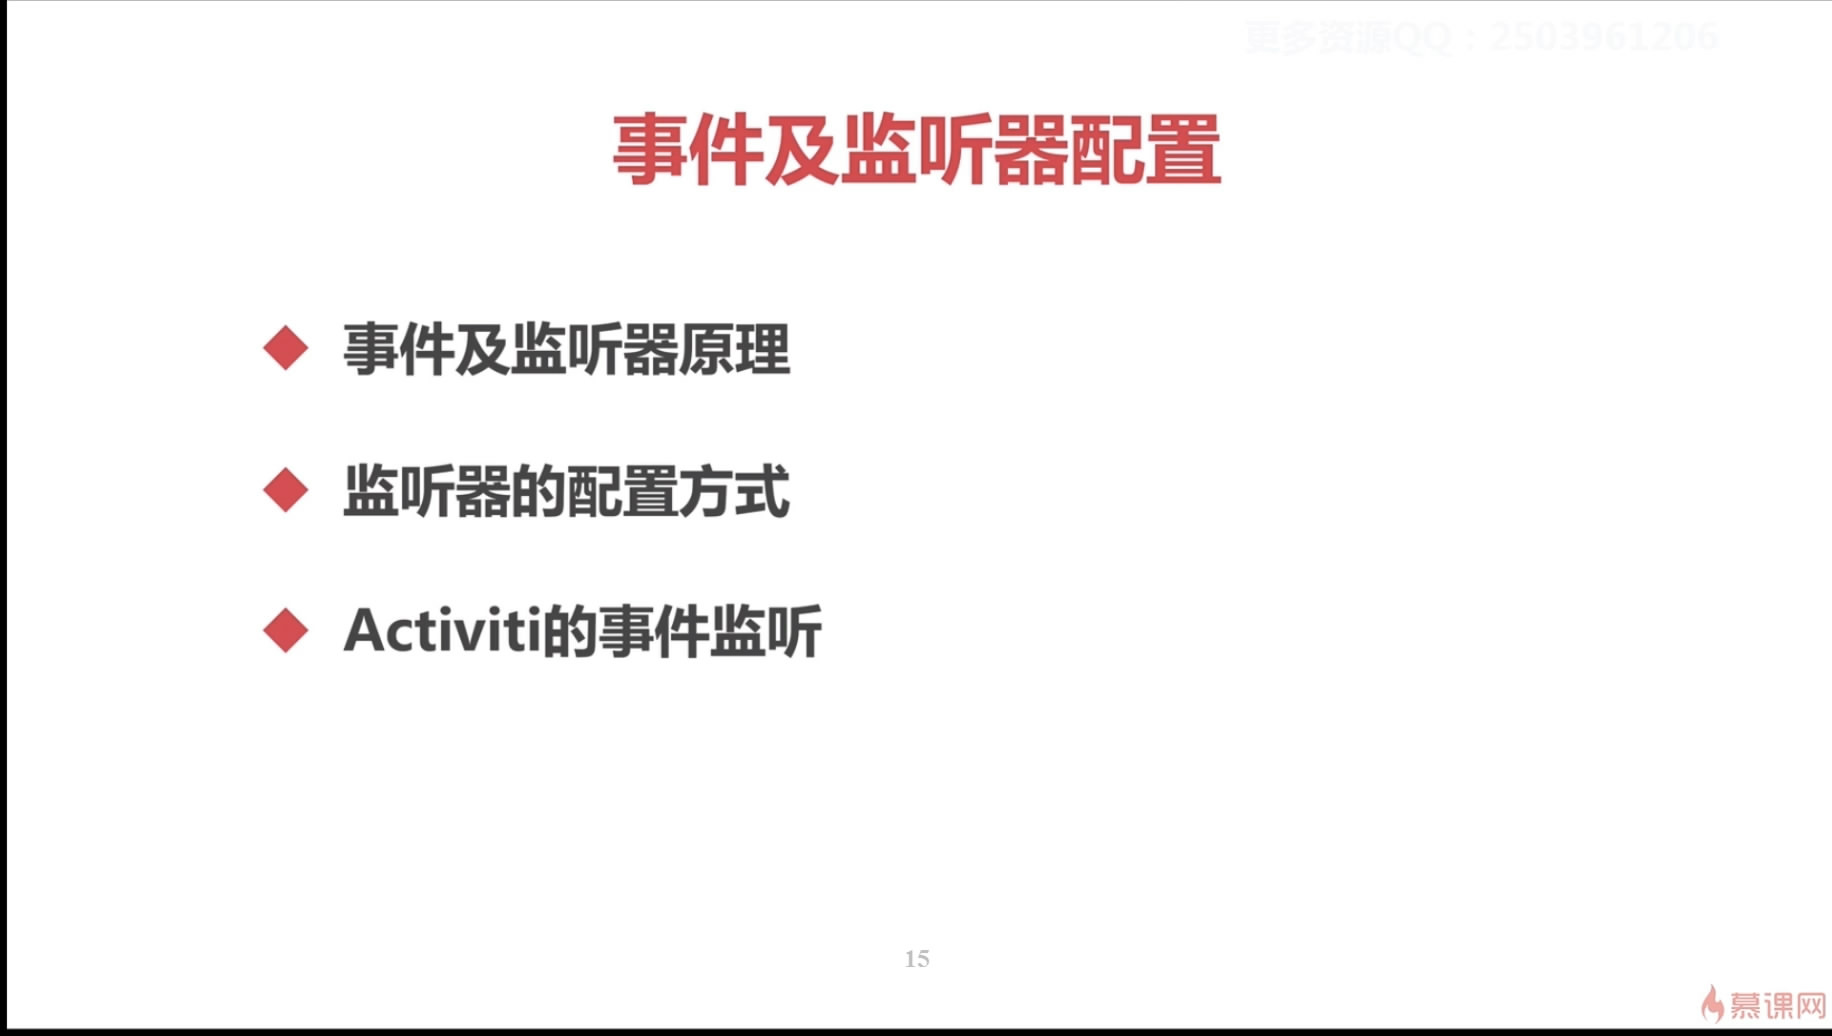 更多资源QQ：2503961206
事件及监听器配置
事件及监听器原理
监听器的配置方式
Activiti的事件监听
15
慕课网